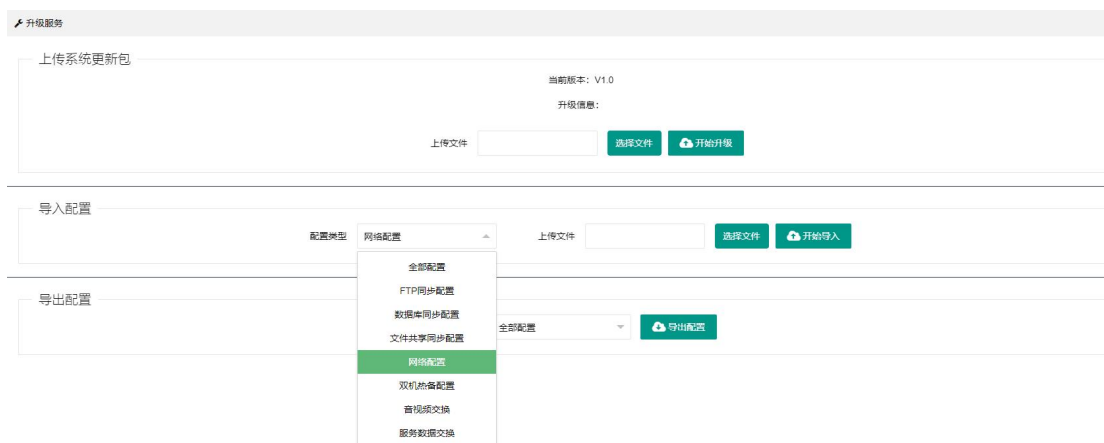 升级服务
上传系统更新包
当前版本：V1.0
升级信息：
上传文件 选择文件 开始升级
导入配置
配置类型 网络配置 上传文件 选择文件 开始导入
全部配置
FTP同步配置
数据库同步配置
文件共享同步配置
网络配置
双机热备配置
音视频交换
服务数据交换
导出配置
全部配置 导出配置